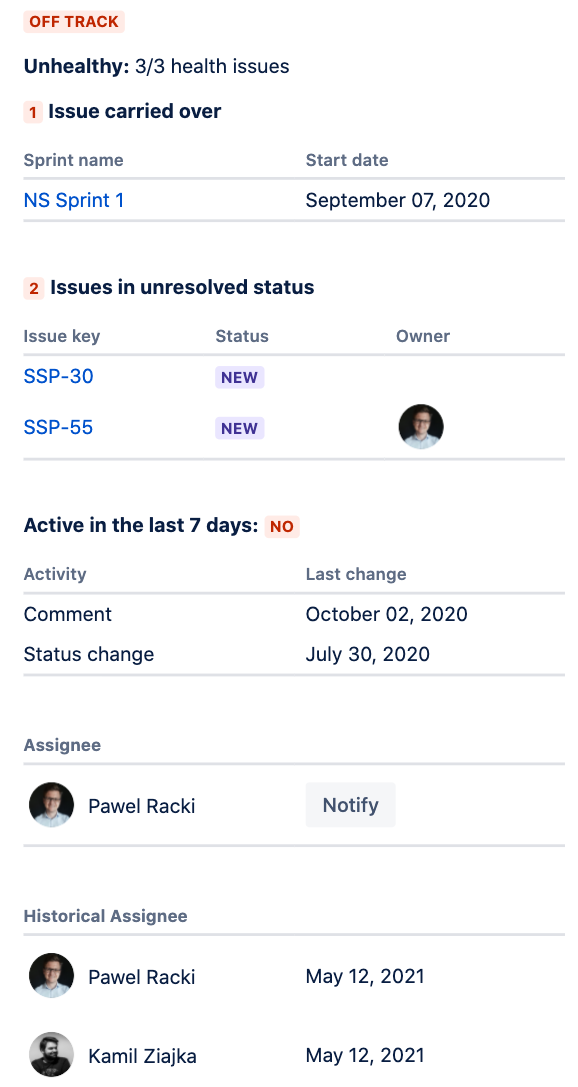 OFF TRACK
Unhealthy: 3/3 health issues
1 Issue carried over
Sprint name Start date
NS Sprint 1 September 07, 2020
2 Issues in unresolved status
Issue key Status Owner
SSP-30 NEW
SSP-55 NEW
Active in the last 7 days: NO
Activity Last change
Comment October 02, 2020
Status change July 30, 2020
Assignee
Pawel Racki Notify
Historical Assignee
Pawel Racki May 12, 2021
Kamil Ziajka May 12, 2021